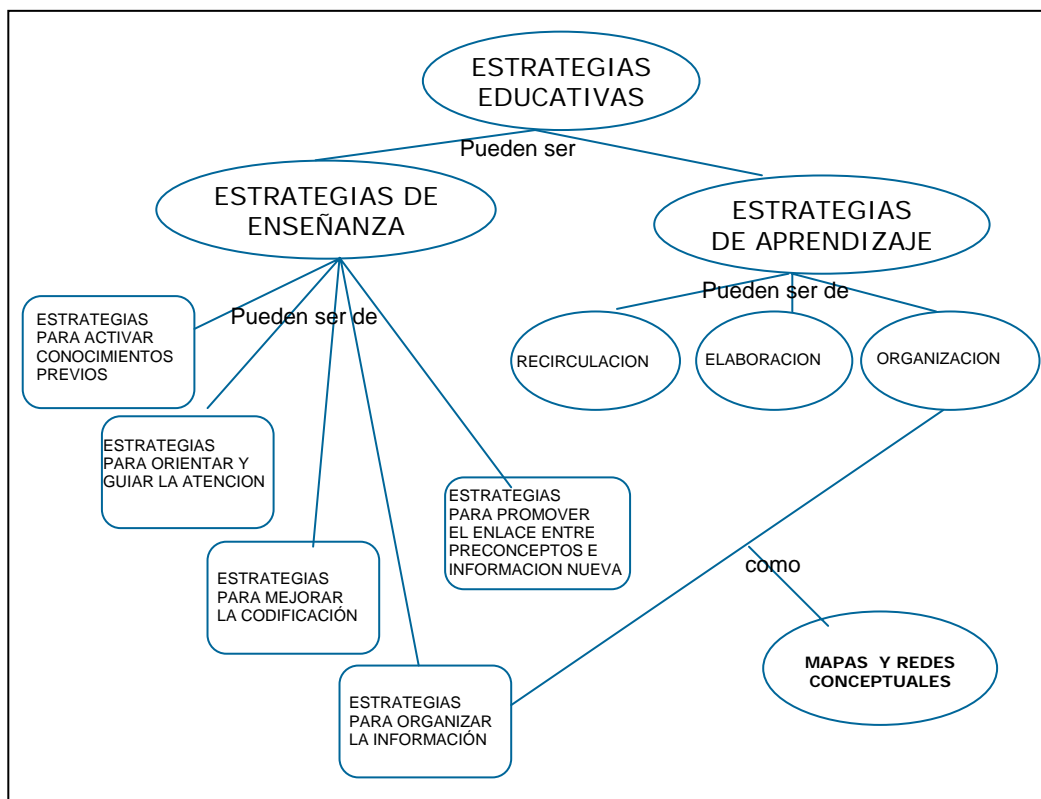 ESTRATEGIAS
EDUCATIVAS
Pueden ser
ESTRATEGIAS DE
ENSEÑANZA
ESTRATEGIAS
DE APRENDIZAJE
Pueden ser de
ESTRATEGIAS
PARA ACTIVAR
CONOCIMIENTOS
PREVIOS
Pueden ser de
RECIRCULACION
ELABORACION
ORGANIZACION
ESTRATEGIAS
PARA ORIENTAR Y
GUIAR LA ATENCION
ESTRATEGIAS
PARA PROMOVER
EL ENLACE ENTRE
PRECONCEPTOS E
INFORMACION NUEVA
ESTRATEGIAS
PARA MEJORAR
LA CODIFICACIÓN
como
MAPAS Y REDES
CONCEPTUALES
ESTRATEGIAS
PARA ORGANIZAR
LA INFORMACIÓN